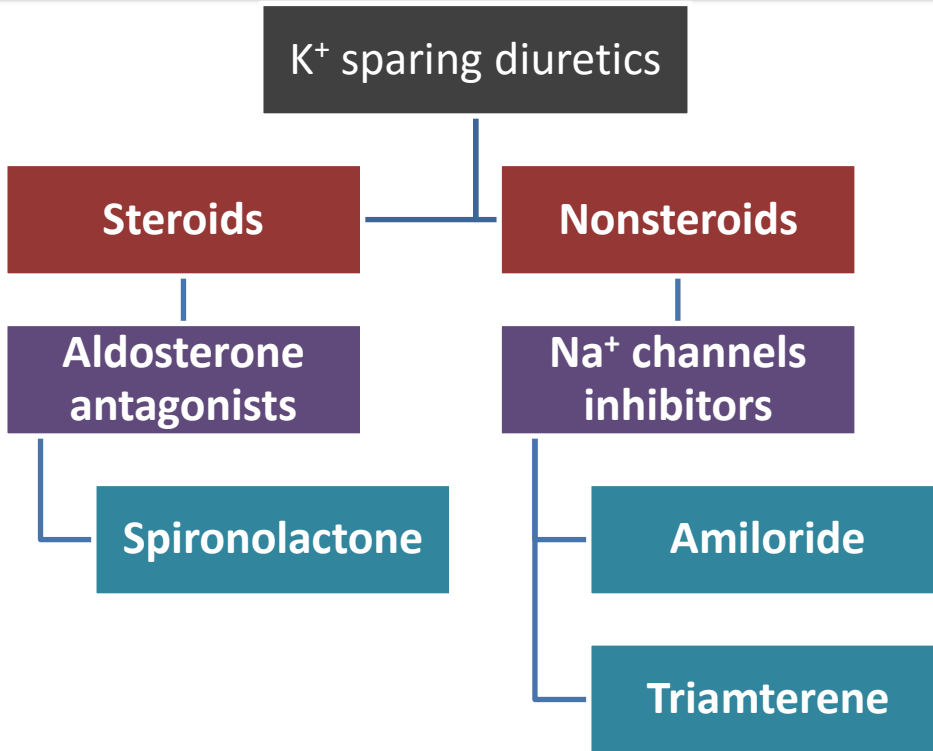 K⁺ sparing diuretics
Steroids
Nonsteroids
Aldosterone
antagonists
Na⁺ channels
inhibitors
Spironolactone
Amiloride
Triamterene